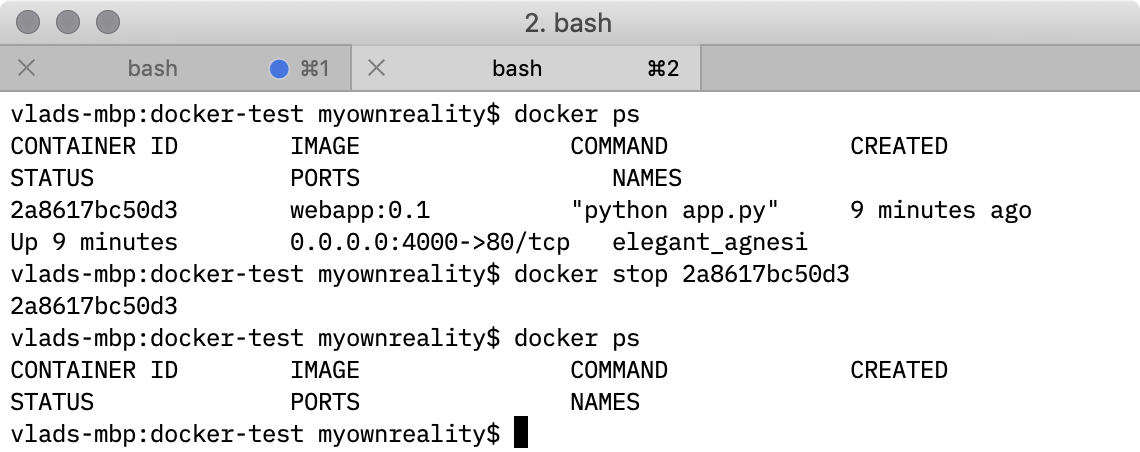 2. bash
bash ⌘1 bash ⌘2
vlads-mbp:docker-test myownreality$ docker ps
CONTAINER ID        IMAGE               COMMAND             CREATED
STATUS              PORTS                  NAMES
2a8617bc50d3        webapp:0.1          "python app.py"     9 minutes ago
Up 9 minutes        0.0.0.0:4000->80/tcp   elegant_agnesi
vlads-mbp:docker-test myownreality$ docker stop 2a8617bc50d3
2a8617bc50d3
vlads-mbp:docker-test myownreality$ docker ps
CONTAINER ID        IMAGE               COMMAND             CREATED
STATUS              PORTS               NAMES
vlads-mbp:docker-test myownreality$